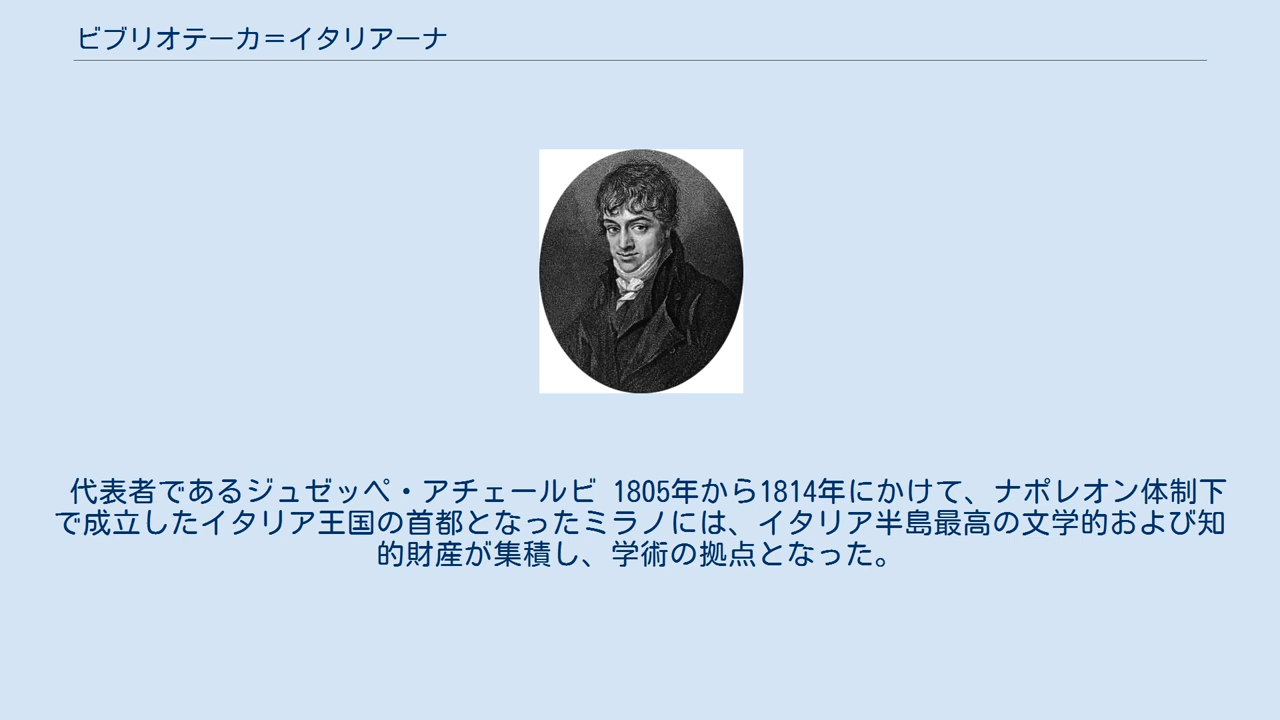 ビブリオテーカ＝イタリアーナ
代表者であるジュゼッペ・アチェールビ 1805年から1814年にかけて、ナポレオン体制下
で成立したイタリア王国の首都となったミラノには、イタリア半島最高の文学的および知
的財産が集積し、学術の拠点となった。